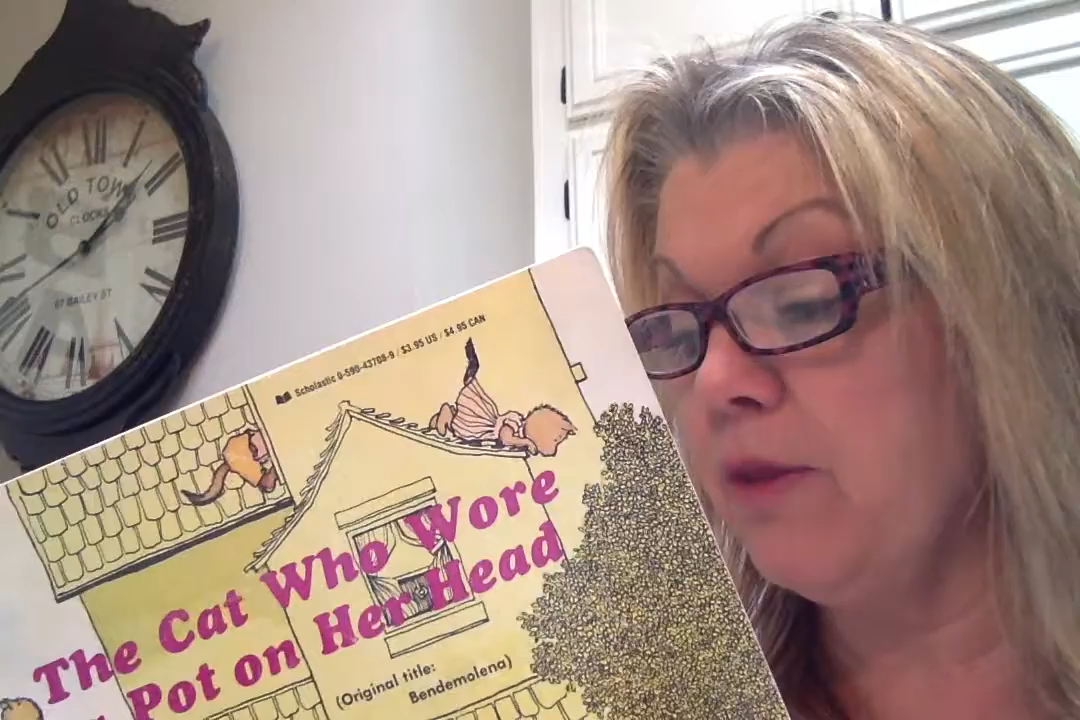 OLD TOWN
CLOCKS
67 BAILEY ST
Scholastic 0-590-43708-9 / $3.95 US / $4.95 CAN
The Cat Who Wore
Pot on Her Head
(Original title:
Bendemolena)